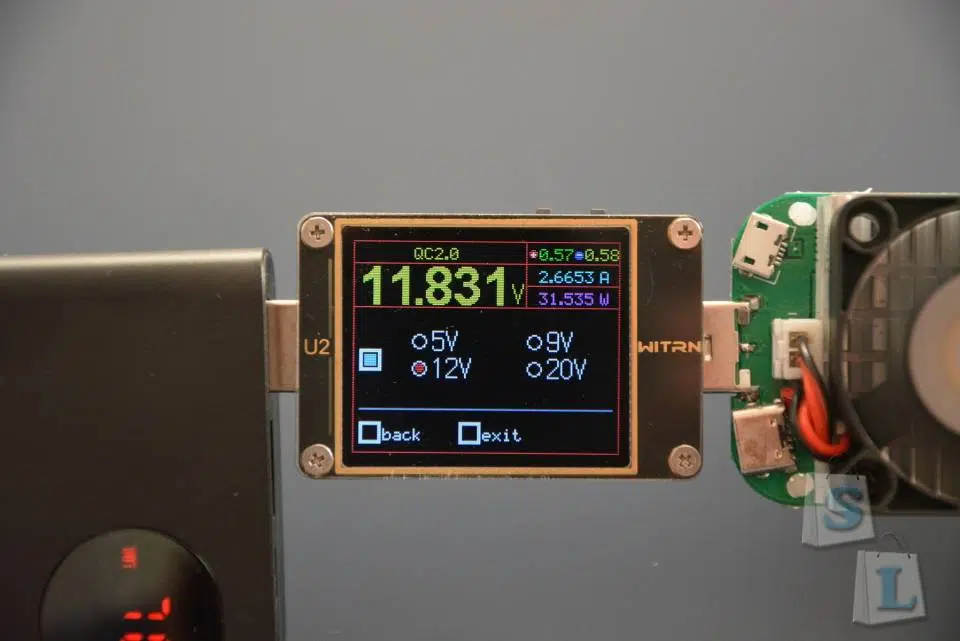 QC2.0
+0.57 -0.58
11.831V
2.6653 A
31.535 W
U2
WITRN
5V 9V
12V 20V
back exit
S
L